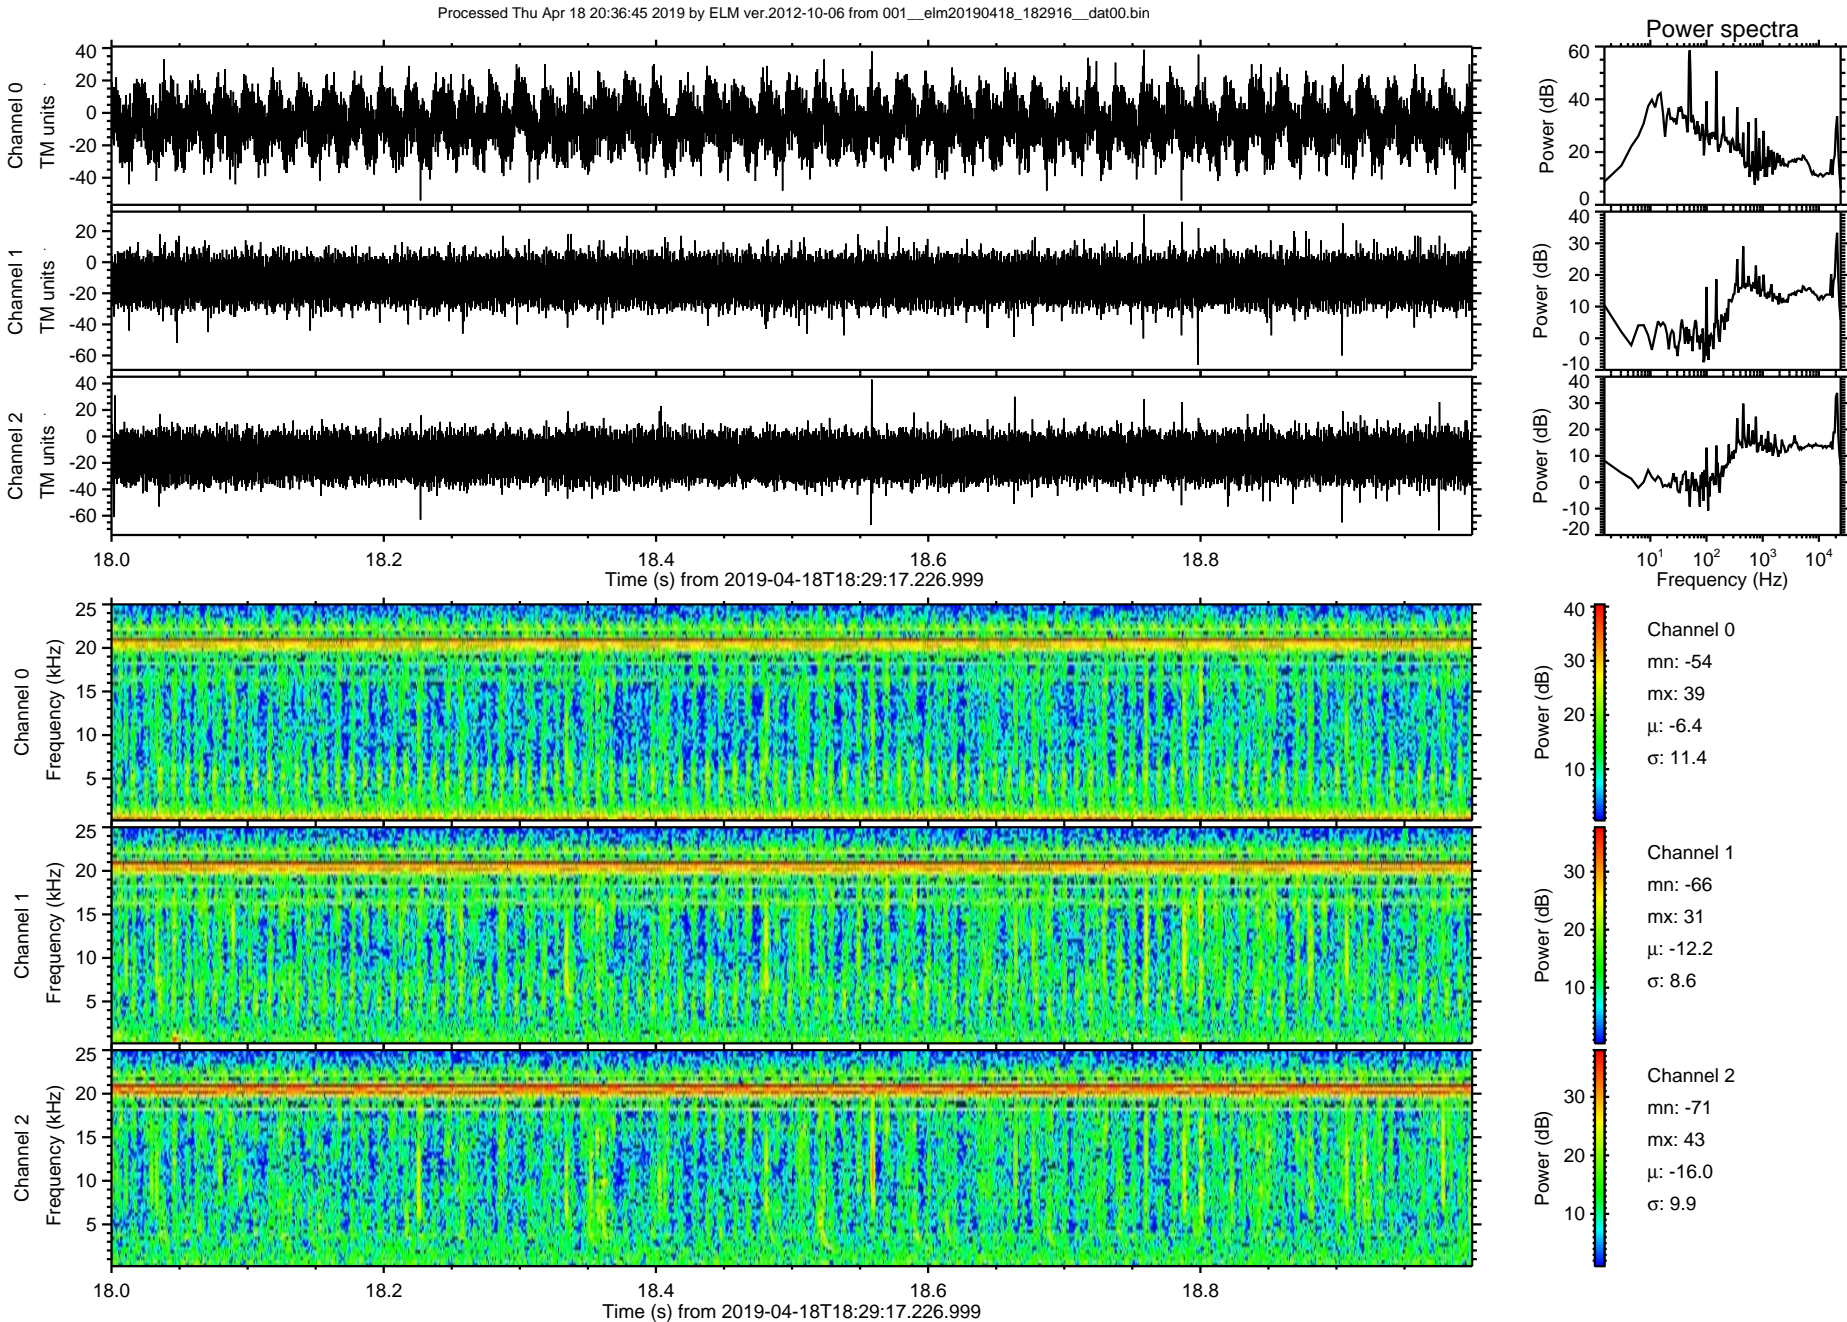 Processed Thu Apr 18 20:36:45 2019 by ELM ver.2012-10-06 from 001__elm20190418_182916__dat00.bin
Power spectra
Channel 0
TM units
40
20
0
-20
-40
Power (dB)
60
40
20
0
Channel 1
TM units
20
0
-20
-40
-60
Power (dB)
40
30
20
10
0
-10
Channel 2
TM units
40
20
0
-20
-40
-60
Power (dB)
40
30
20
10
0
-10
-20
18.0 18.2 18.4 18.6 18.8
Time (s) from 2019-04-18T18:29:17.226.999
10¹ 10² 10³ 10⁴
Frequency (Hz)
Channel 0
Frequency (kHz)
25
20
15
10
5
Power (dB)
40
30
20
10
Channel 0
mn: -54
mx: 39
μ: -6.4
σ: 11.4
Channel 1
Frequency (kHz)
25
20
15
10
5
Power (dB)
30
20
10
Channel 1
mn: -66
mx: 31
μ: -12.2
σ: 8.6
Channel 2
Frequency (kHz)
25
20
15
10
5
Power (dB)
30
20
10
Channel 2
mn: -71
mx: 43
μ: -16.0
σ: 9.9
18.0 18.2 18.4 18.6 18.8
Time (s) from 2019-04-18T18:29:17.226.999